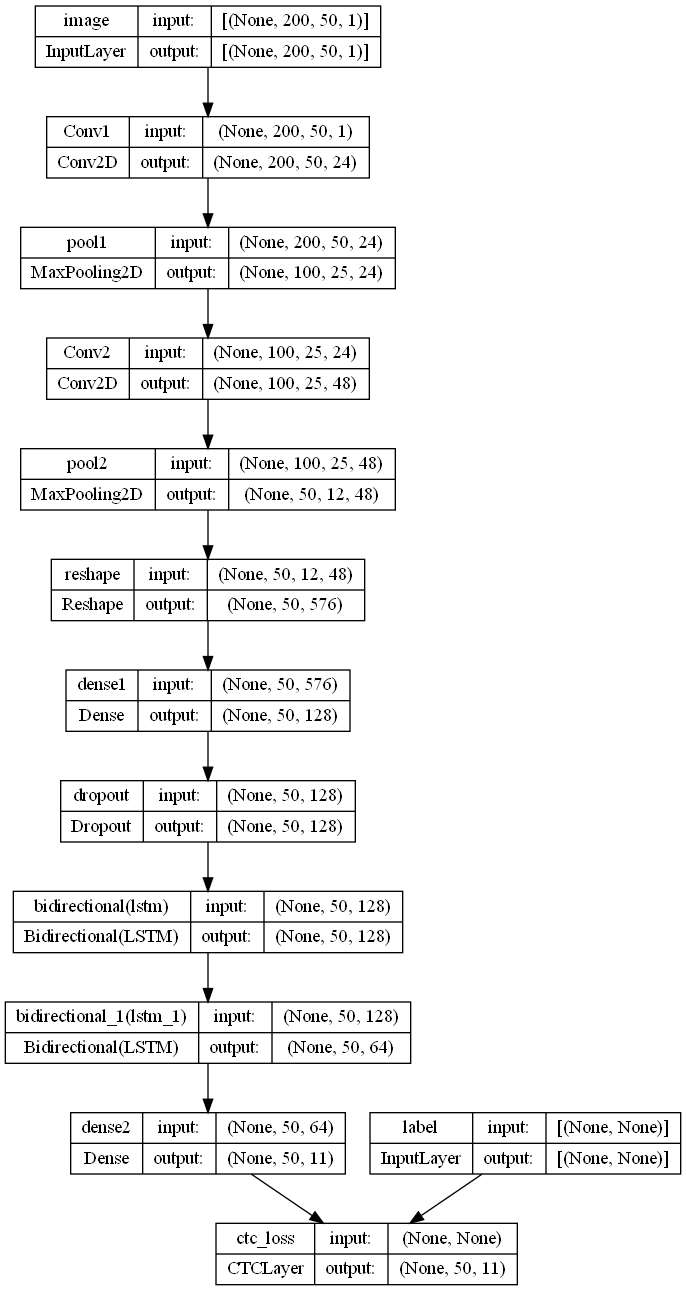 image input: [(None, 200, 50, 1)]
InputLayer output: [(None, 200, 50, 1)]
Conv1 input: (None, 200, 50, 1)
Conv2D output: (None, 200, 50, 24)
pool1 input: (None, 200, 50, 24)
MaxPooling2D output: (None, 100, 25, 24)
Conv2 input: (None, 100, 25, 24)
Conv2D output: (None, 100, 25, 48)
pool2 input: (None, 100, 25, 48)
MaxPooling2D output: (None, 50, 12, 48)
reshape input: (None, 50, 12, 48)
Reshape output: (None, 50, 576)
dense1 input: (None, 50, 576)
Dense output: (None, 50, 128)
dropout input: (None, 50, 128)
Dropout output: (None, 50, 128)
bidirectional(lstm) input: (None, 50, 128)
Bidirectional(LSTM) output: (None, 50, 128)
bidirectional_1(lstm_1) input: (None, 50, 128)
Bidirectional(LSTM) output: (None, 50, 64)
dense2 input: (None, 50, 64)
Dense output: (None, 50, 11)
label input: [(None, None)]
InputLayer output: [(None, None)]
ctc_loss input: (None, None)
CTCLayer output: (None, 50, 11)